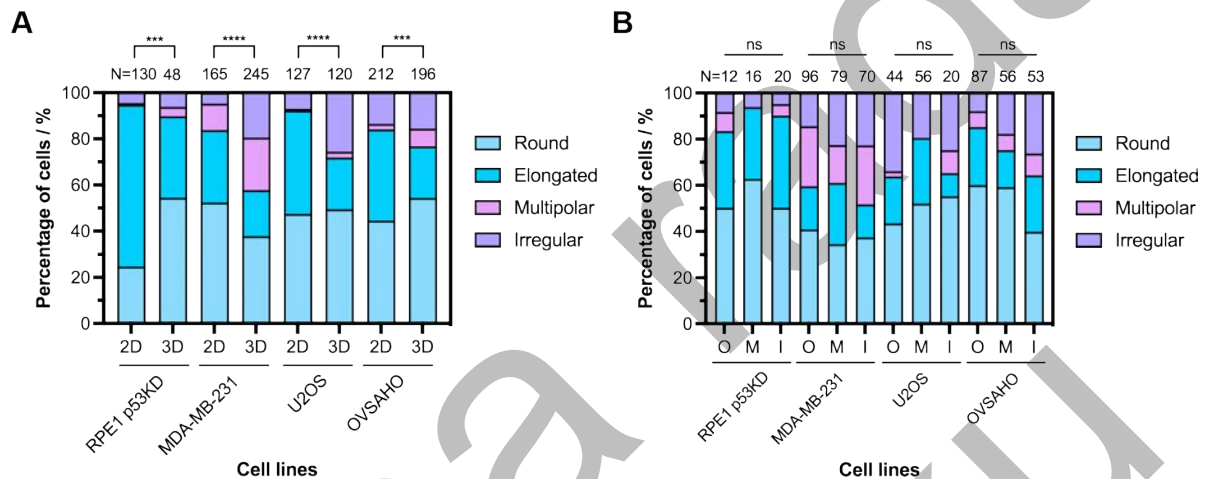 A
*** **** **** ***
N=130 48 165 245 127 120 212 196
100
80
60
40
20
0
Percentage of cells / %
2D 3D 2D 3D 2D 3D 2D 3D
RPE1 p53KD
MDA-MB-231
U2OS
OVSAHO
Cell lines
Round
Elongated
Multipolar
Irregular
B
ns ns ns ns
N=12 16 20 96 79 70 44 56 20 87 56 53
100
80
60
40
20
0
Percentage of cells / %
O M I O M I O M I O M I
RPE1 p53KD
MDA-MB-231
U2OS
OVSAHO
Cell lines
Round
Elongated
Multipolar
Irregular